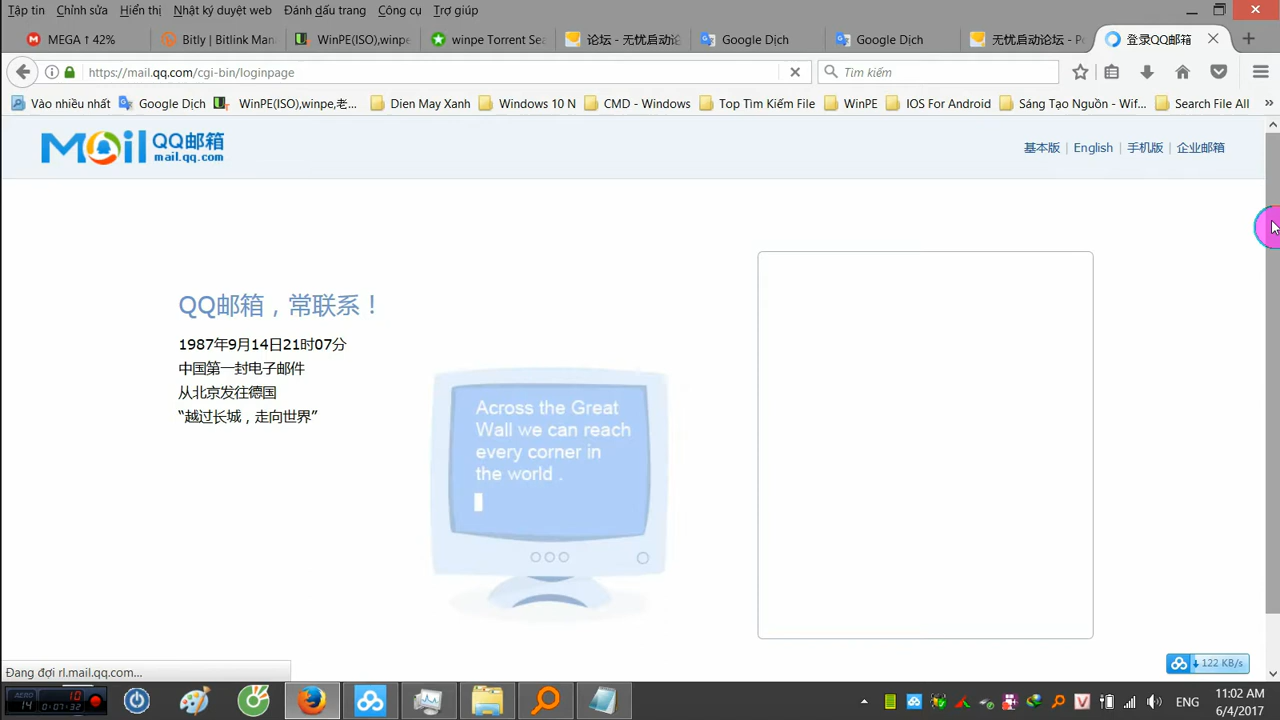 Tập tin Chỉnh sửa Hiển thị Nhật ký duyệt web Đánh dấu trang Công cụ Trợ giúp
MEGA ↑ 42% Bitly | Bitlink Man WinPE(ISO),winpe winpe Torrent Sea 论坛 - 无忧启动论 Google Dịch Google Dịch 无忧启动论坛 - Po 登录QQ邮箱
https://mail.qq.com/cgi-bin/loginpage Tìm kiếm
Vào nhiều nhất Google Dịch WinPE(ISO),winpe,老... Dien May Xanh Windows 10 N CMD - Windows Top Tìm Kiếm File WinPE IOS For Android Sáng Tạo Nguồn - Wif... Search File All
Mail QQ邮箱
mail.qq.com
基本版 | English | 手机版 | 企业邮箱
QQ邮箱，常联系！
1987年9月14日21时07分
中国第一封电子邮件
从北京发往德国
“越过长城，走向世界”
Across the Great
Wall we can reach
every corner in
the world .
122 KB/s
Đang đợi rl.mail.qq.com...
AERO 14 10 0:07:32
ENG
11:02 AM
6/4/2017